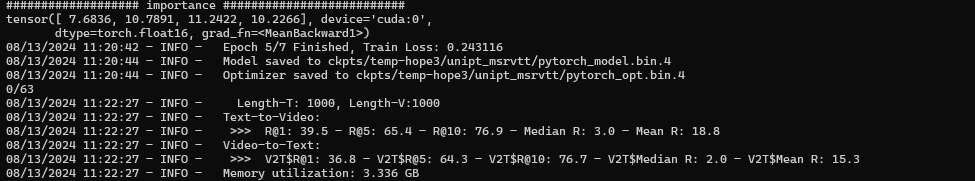 ################### importance ##########################
tensor([ 7.6836, 10.7891, 11.2422, 10.2266], device='cuda:0',
       dtype=torch.float16, grad_fn=<MeanBackward1>)
08/13/2024 11:20:42 - INFO -   Epoch 5/7 Finished, Train Loss: 0.243116
08/13/2024 11:20:44 - INFO -   Model saved to ckpts/temp-hope3/unipt_msrvtt/pytorch_model.bin.4
08/13/2024 11:20:44 - INFO -   Optimizer saved to ckpts/temp-hope3/unipt_msrvtt/pytorch_opt.bin.4
0/63
08/13/2024 11:22:27 - INFO -     Length-T: 1000, Length-V:1000
08/13/2024 11:22:27 - INFO -   Text-to-Video:
08/13/2024 11:22:27 - INFO -    >>>  R@1: 39.5 - R@5: 65.4 - R@10: 76.9 - Median R: 3.0 - Mean R: 18.8
08/13/2024 11:22:27 - INFO -   Video-to-Text:
08/13/2024 11:22:27 - INFO -    >>>  V2T$R@1: 36.8 - V2T$R@5: 64.3 - V2T$R@10: 76.7 - V2T$Median R: 2.0 - V2T$Mean R: 15.3
08/13/2024 11:22:27 - INFO -   Memory utilization: 3.336 GB